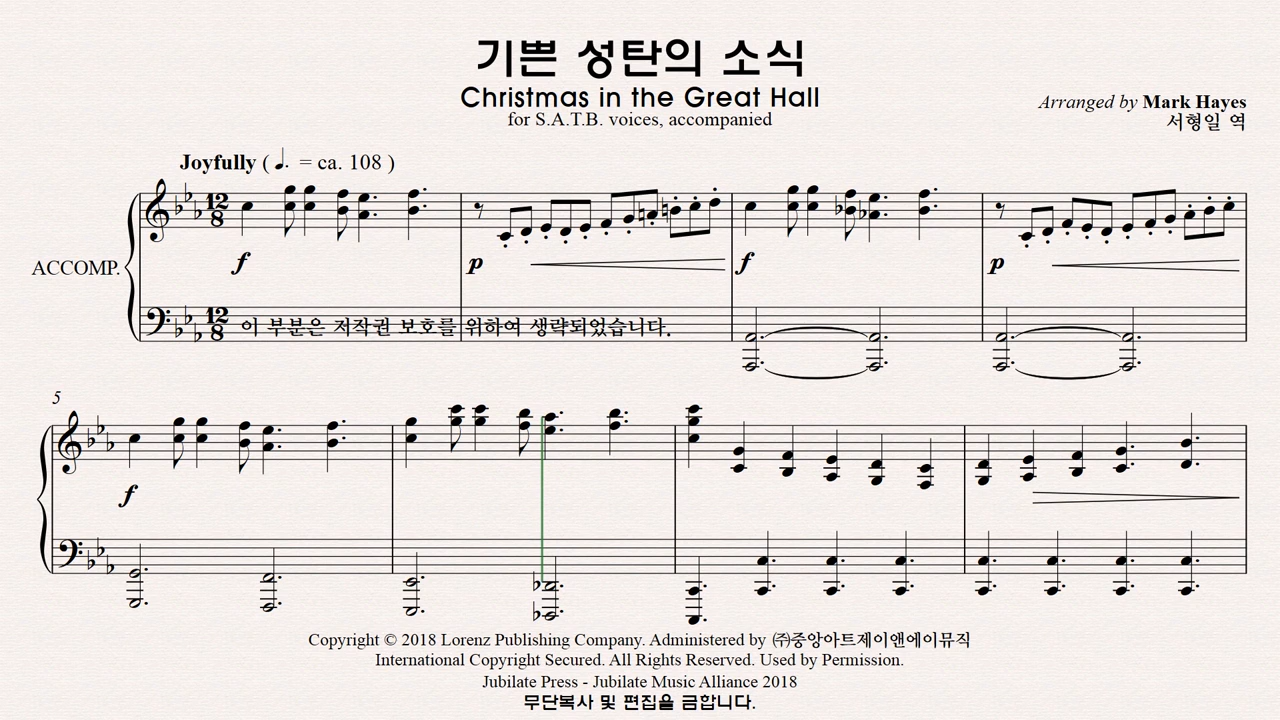 기쁜 성탄의 소식
Christmas in the Great Hall
for S.A.T.B. voices, accompanied
Arranged by Mark Hayes
서형일 역
Joyfully ( ♩. = ca. 108 )
12
8
f
p
f
p
ACCOMP.
12
8
이 부분은 저작권 보호를 위하여 생략되었습니다.
5
f
Copyright © 2018 Lorenz Publishing Company. Administered by ㈜중앙아트제이앤에이뮤직
International Copyright Secured. All Rights Reserved. Used by Permission.
Jubilate Press - Jubilate Music Alliance 2018
무단복사 및 편집을 금합니다.